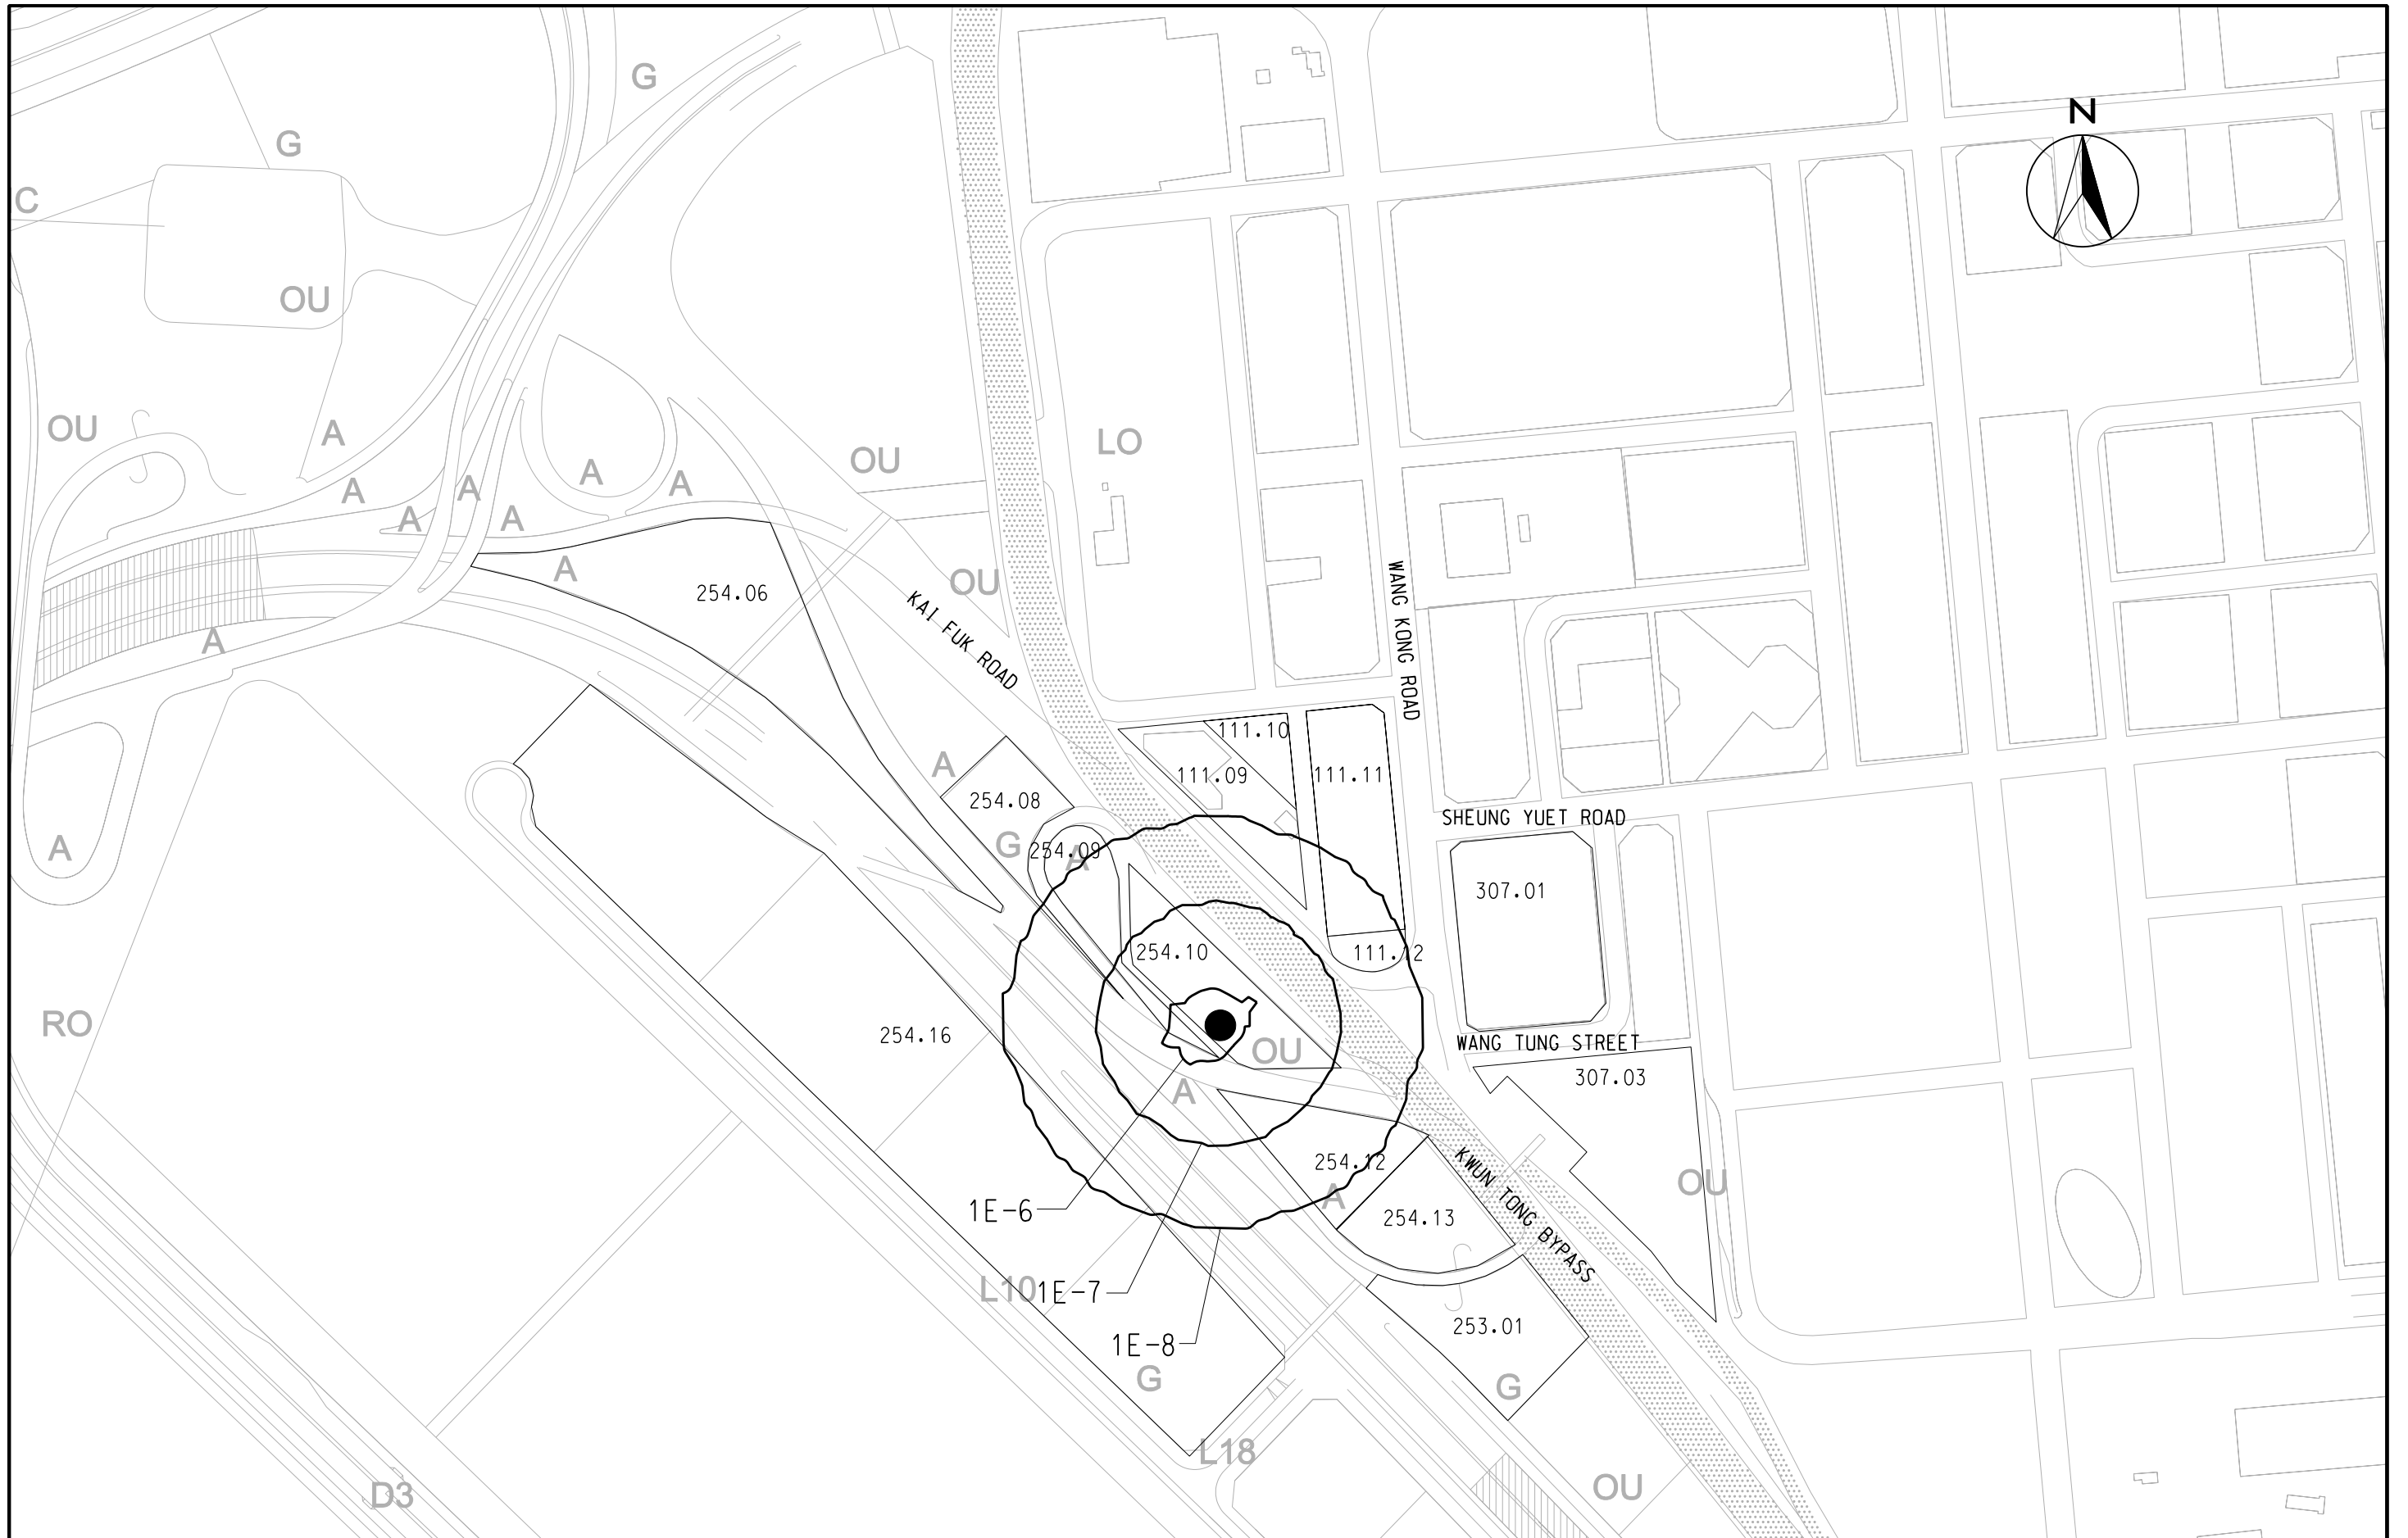 G
N
G
C
OU
OU
A
LO
OU
A
A
A
A
A
A
OU
A
254.06
KAI FUK ROAD
WANG KONG ROAD
A
111.10
A
111.09
111.11
254.08
SHEUNG YUET ROAD
G
254.09
A
A
307.01
254.10
111.12
RO
254.16
OU
WANG TUNG STREET
307.03
A
254.12
KWUN TONG BYPASS
OU
A
1E-6
254.13
L10
1E-7
253.01
1E-8
G
G
L18
OU
D3